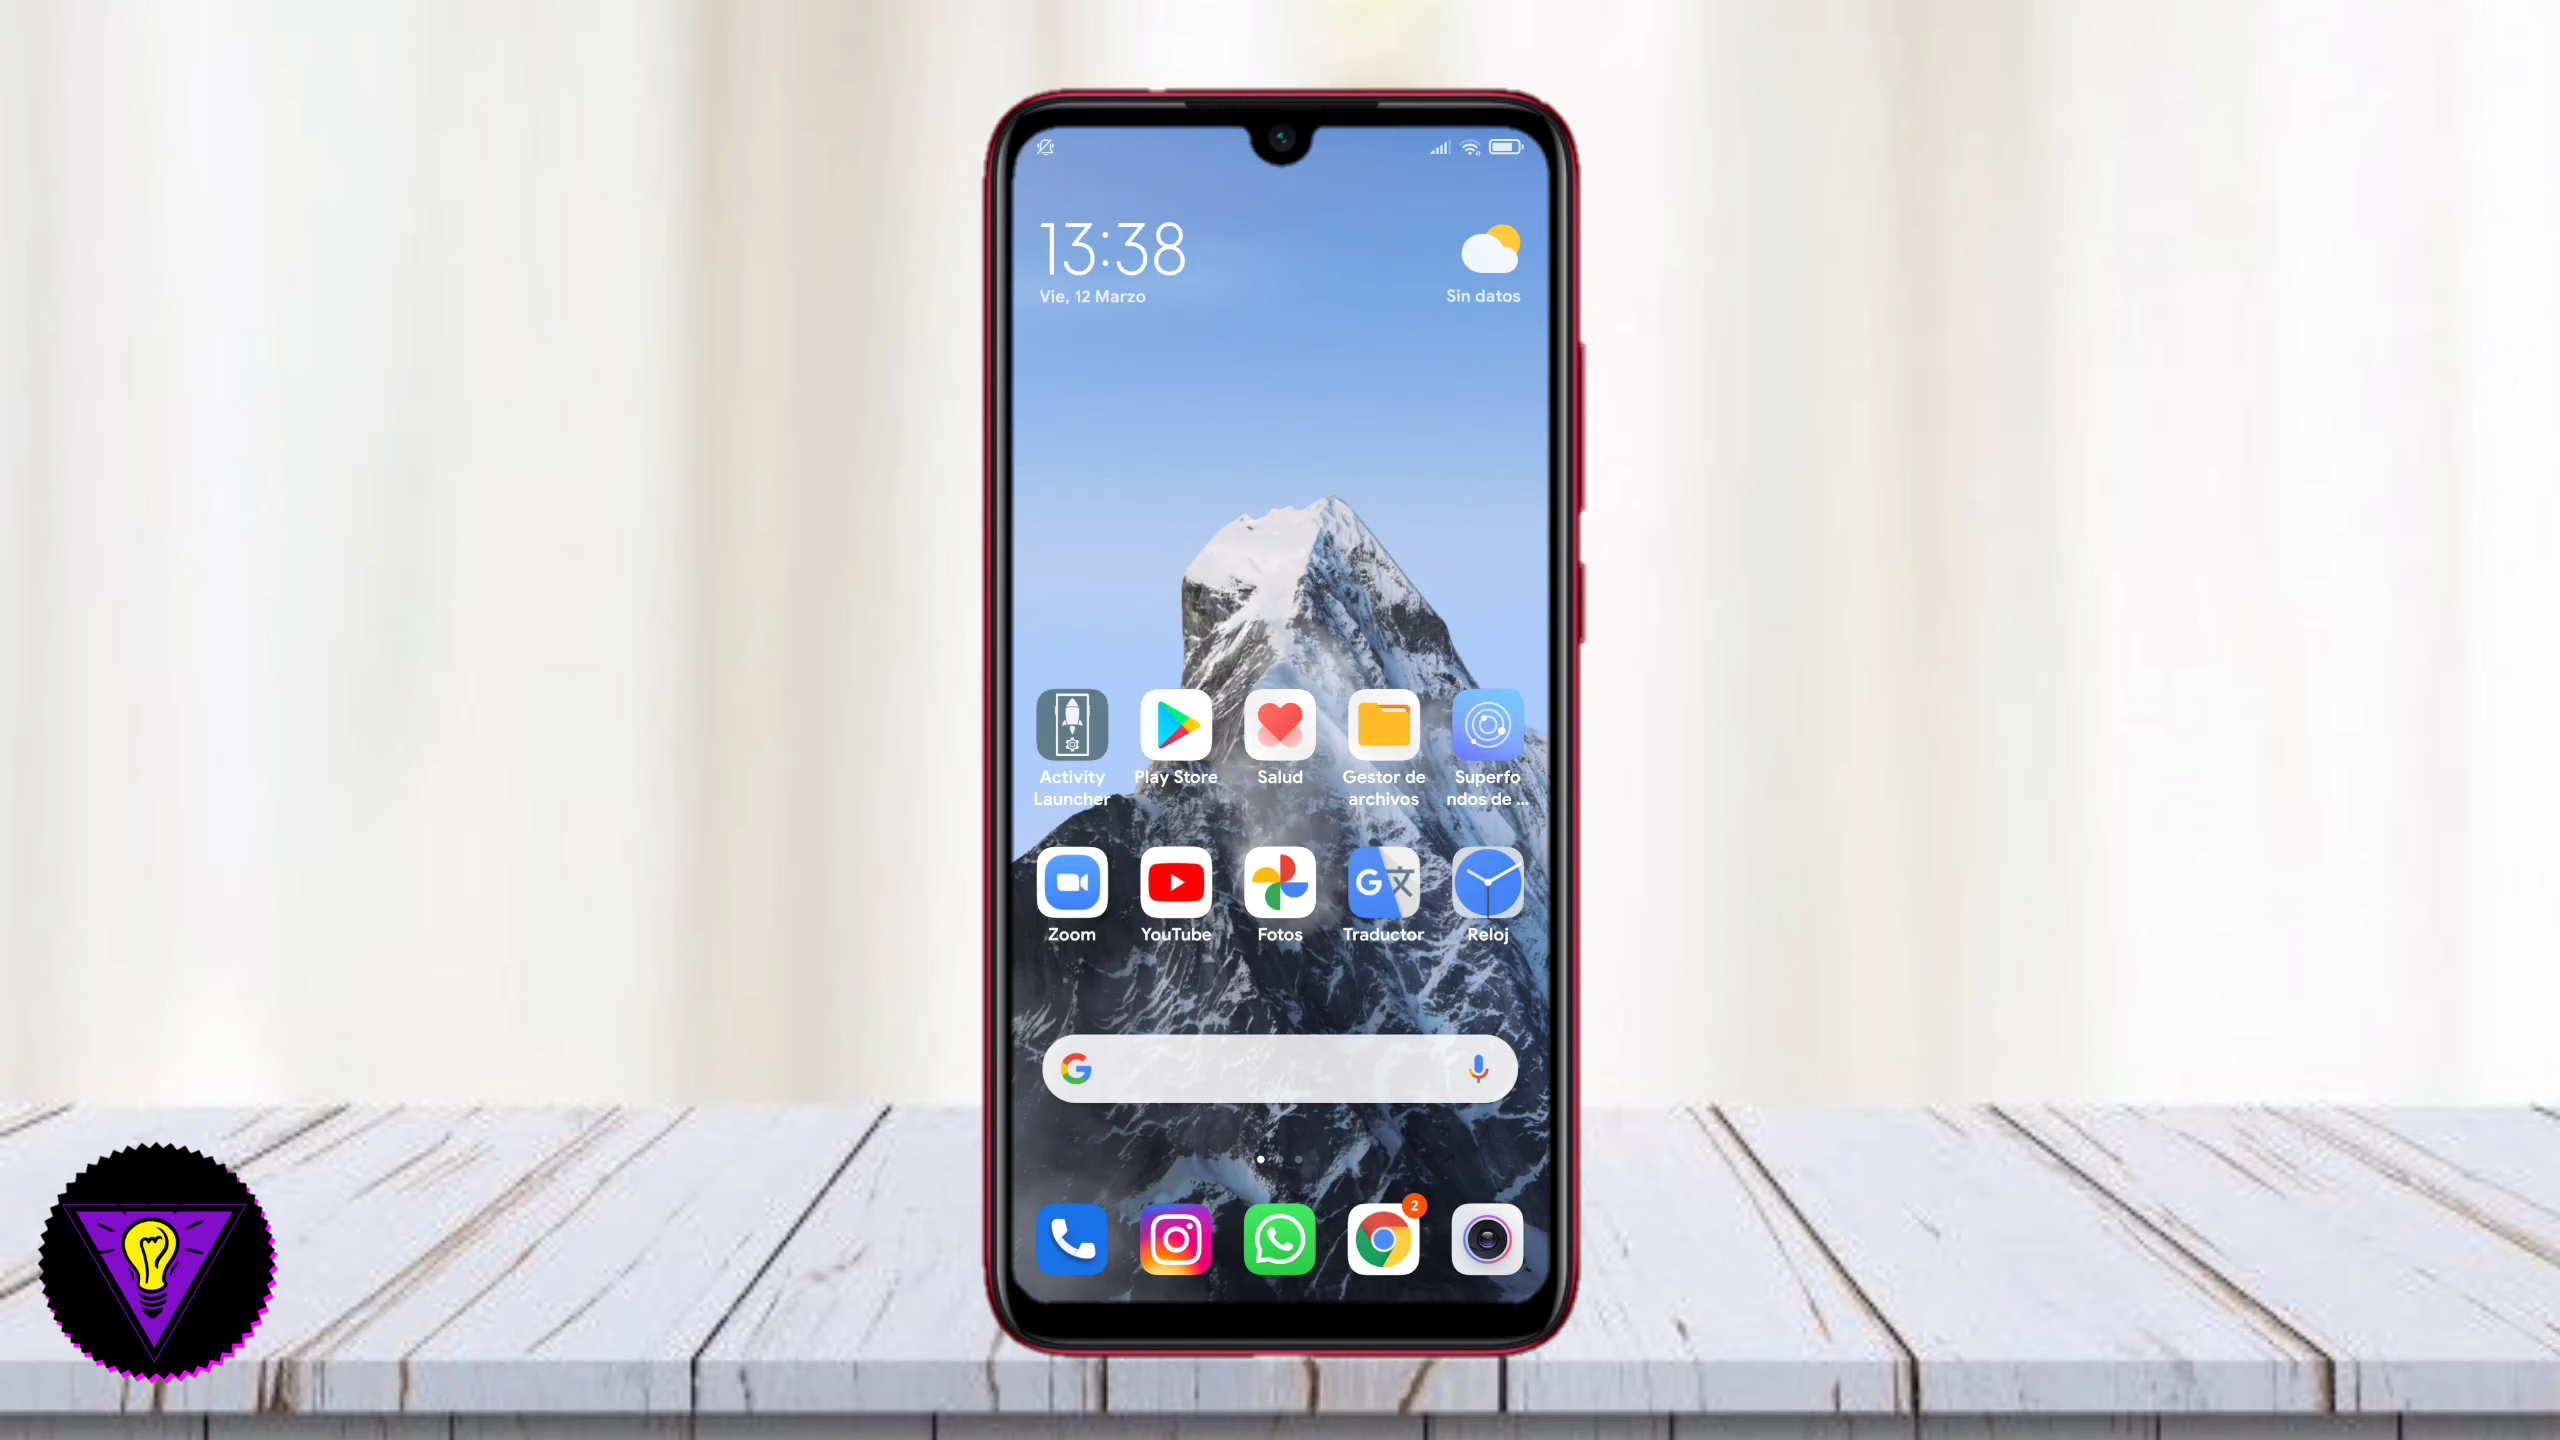 13:38
Vie, 12 Marzo
Sin datos
Activity
Launcher
Play Store
Salud
Gestor de
archivos
Superfo
ndos de ...
Zoom
YouTube
Fotos
Traductor
Reloj
2